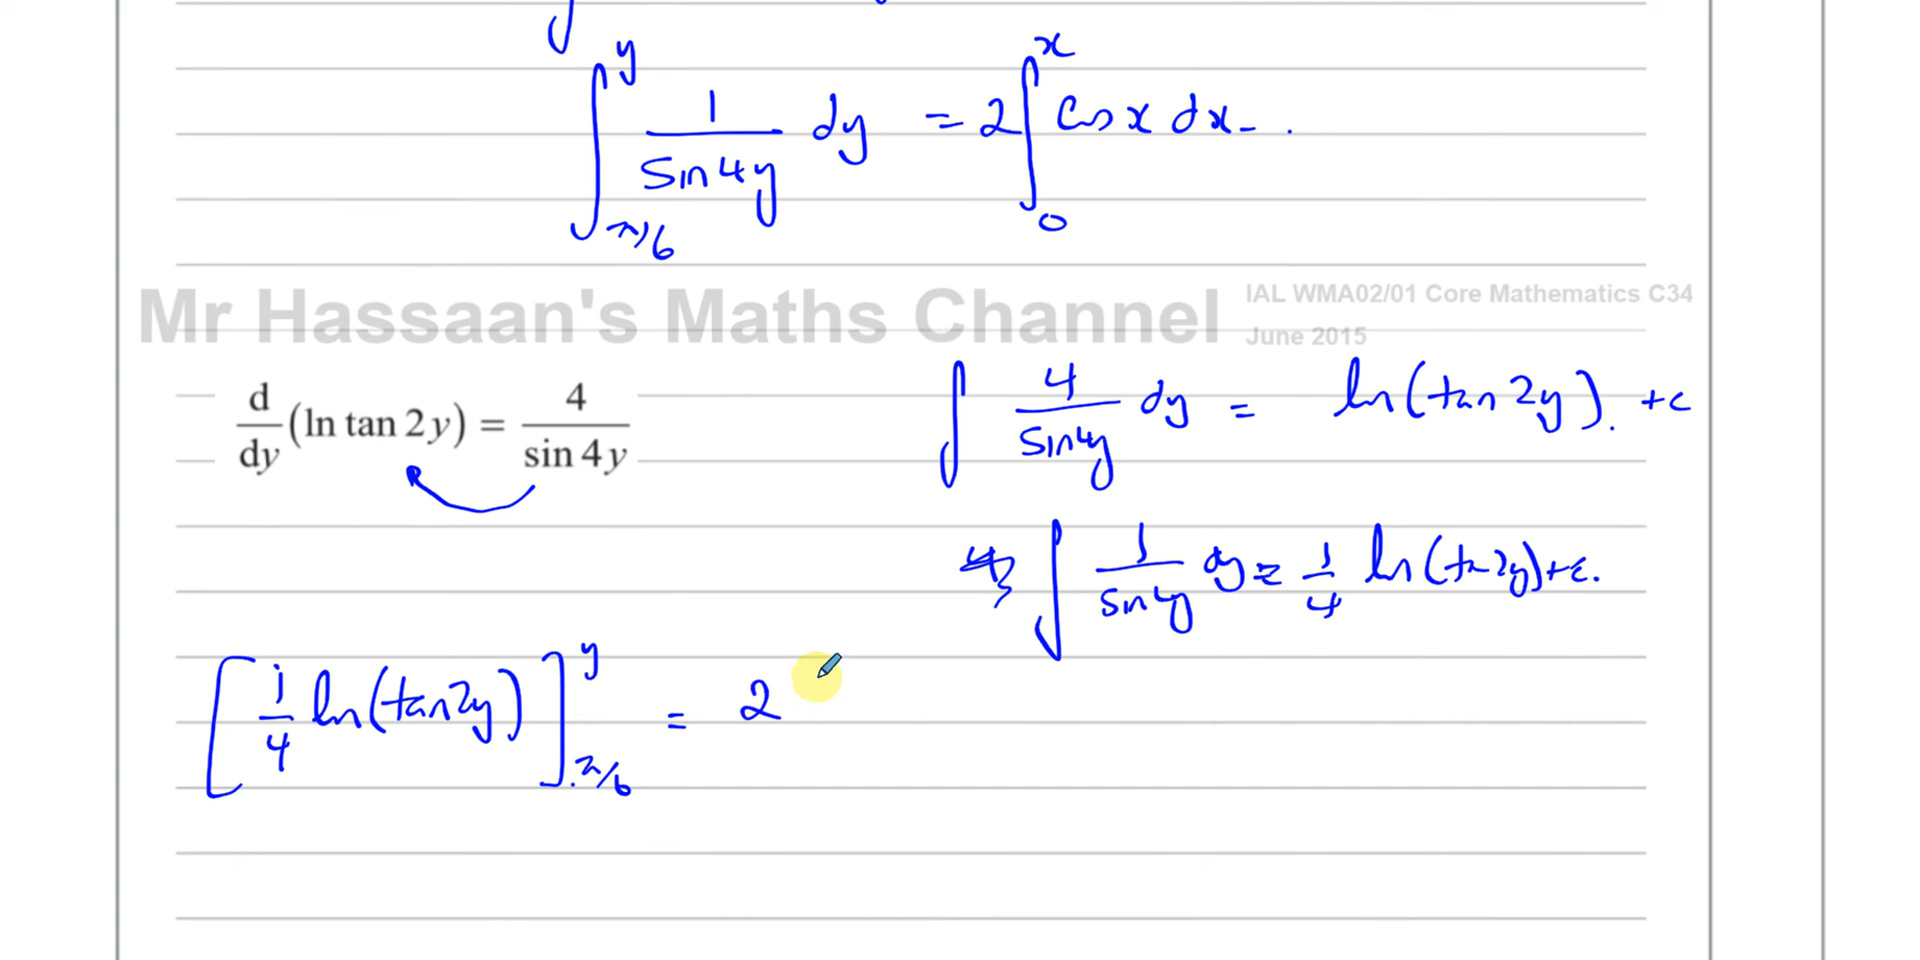 ∫_{π/6}^{y} 1/sin4y dy = 2∫_{0}^{x} Cos x dx .
Mr Hassaan's Maths Channel IAL WMA02/01 Core Mathematics C34
June 2015
d/dy (ln tan 2y) = 4/sin 4y
∫ 4/sin4y dy = ln(tan 2y). +c
∫ 1/sin4y dy = 1/4 ln(tan 2y)+c.
[1/4 ln(tan2y)]_{π/6}^{y} = 2